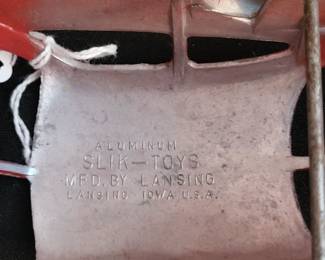 ALUMINUM
SLIK-TOYS
MFD. BY LANSING
LANSING IOWA U.S.A.